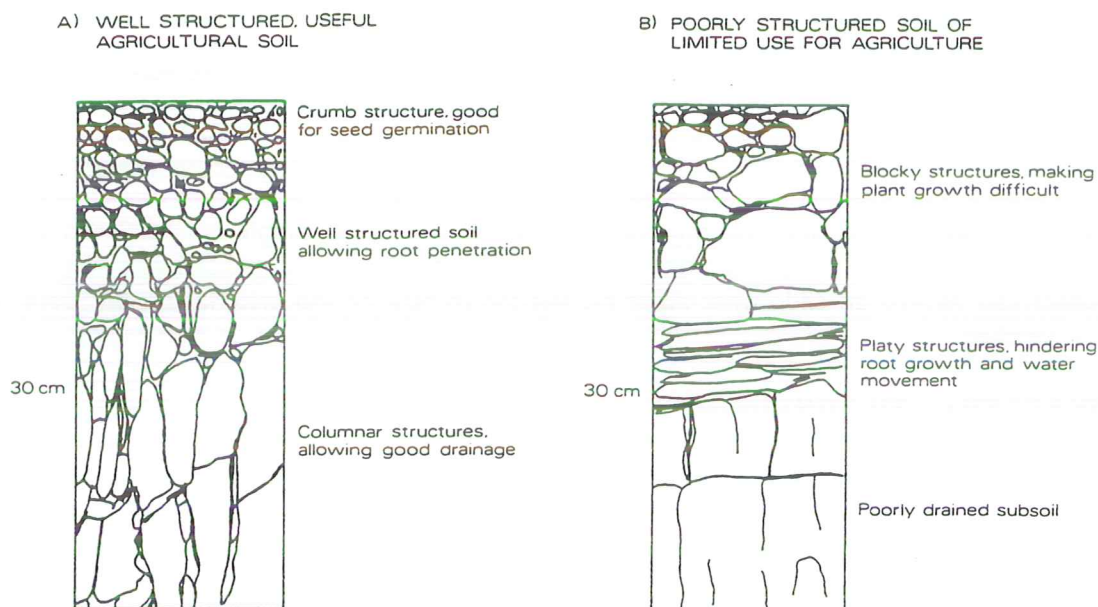 A) WELL STRUCTURED, USEFUL
AGRICULTURAL SOIL
Crumb structure, good
for seed germination
Well structured soil
allowing root penetration
30 cm
Columnar structures,
allowing good drainage
B) POORLY STRUCTURED SOIL OF
LIMITED USE FOR AGRICULTURE
Blocky structures, making
plant growth difficult
Platy structures, hindering
root growth and water
movement
30 cm
Poorly drained subsoil